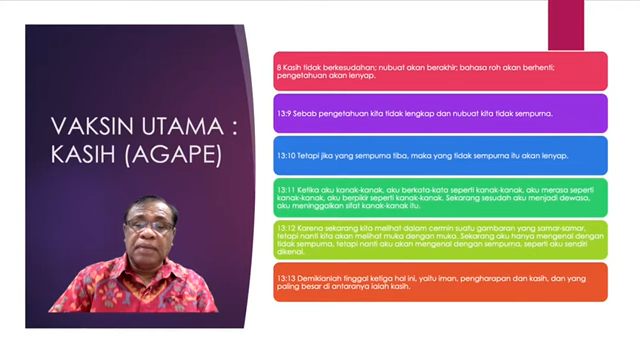 VAKSIN UTAMA :
KASIH (AGAPE)
8 Kasih tidak berkesudahan; nubuat akan berakhir; bahasa roh akan berhenti;
pengetahuan akan lenyap.
13:9 Sebab pengetahuan kita tidak lengkap dan nubuat kita tidak sempurna.
13:10 Tetapi jika yang sempurna tiba, maka yang tidak sempurna itu akan lenyap.
13:11 Ketika aku kanak-kanak, aku berkata-kata seperti kanak-kanak, aku merasa seperti
kanak-kanak, aku berpikir seperti kanak-kanak. Sekarang sesudah aku menjadi dewasa,
aku meninggalkan sifat kanak-kanak itu.
13:12 Karena sekarang kita melihat dalam cermin suatu gambaran yang samar-samar,
tetapi nanti kita akan melihat muka dengan muka. Sekarang aku hanya mengenal dengan
tidak sempurna, tetapi nanti aku akan mengenal dengan sempurna, seperti aku sendiri
dikenal.
13:13 Demikianlah tinggal ketiga hal ini, yaitu iman, pengharapan dan kasih, dan yang
paling besar di antaranya ialah kasih.